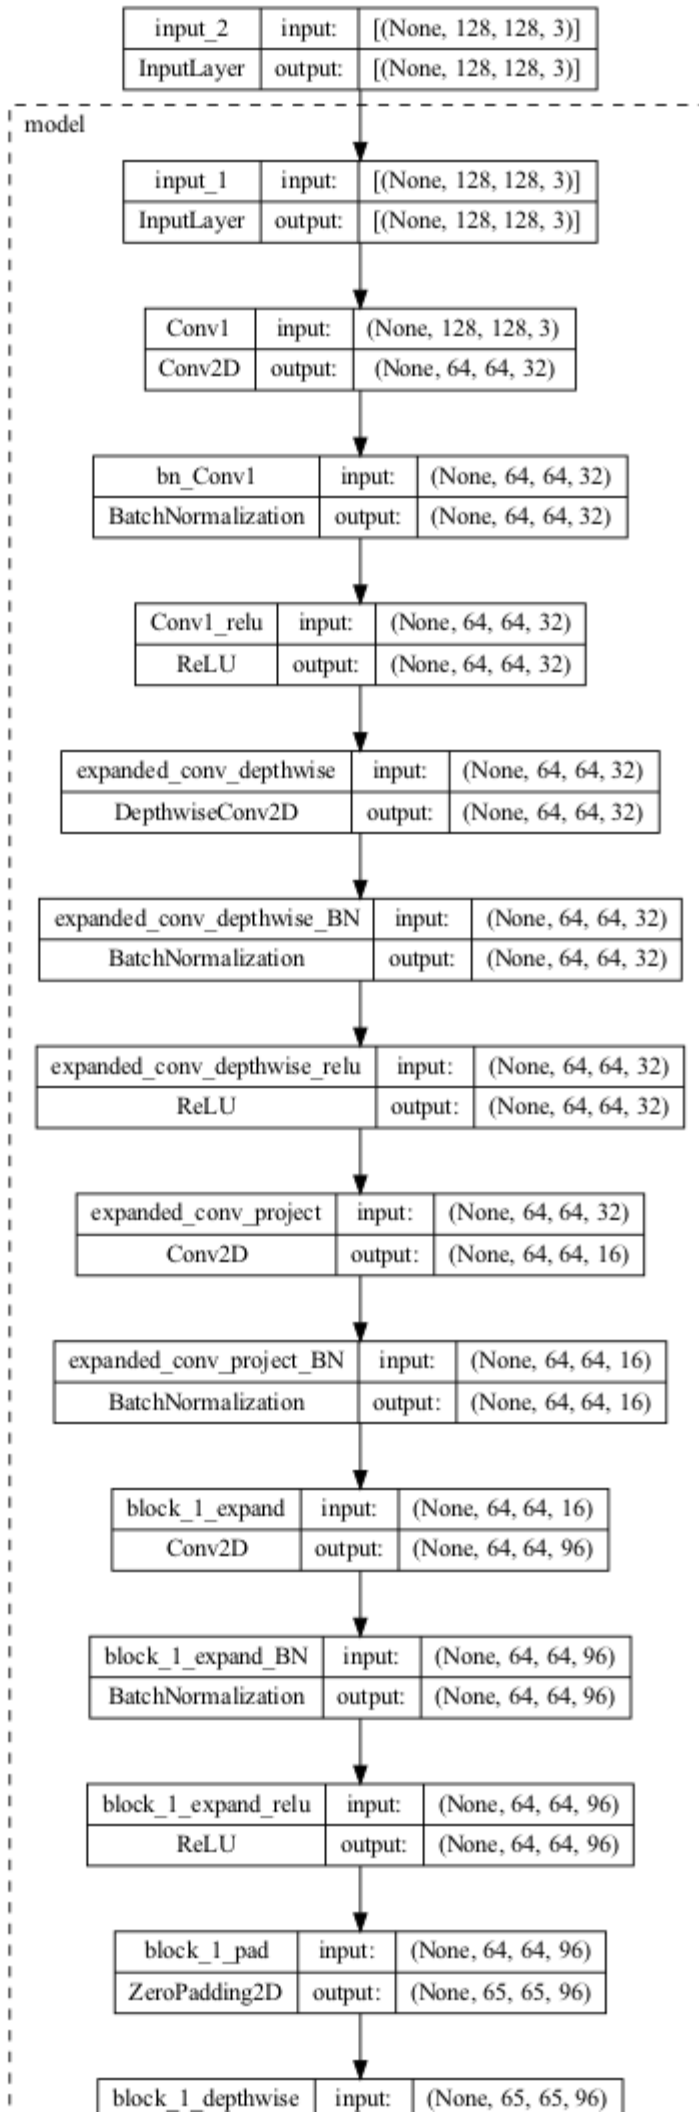 input_2 input: [(None, 128, 128, 3)]
InputLayer output: [(None, 128, 128, 3)]
model
input_1 input: [(None, 128, 128, 3)]
InputLayer output: [(None, 128, 128, 3)]
Conv1 input: (None, 128, 128, 3)
Conv2D output: (None, 64, 64, 32)
bn_Conv1 input: (None, 64, 64, 32)
BatchNormalization output: (None, 64, 64, 32)
Conv1_relu input: (None, 64, 64, 32)
ReLU output: (None, 64, 64, 32)
expanded_conv_depthwise input: (None, 64, 64, 32)
DepthwiseConv2D output: (None, 64, 64, 32)
expanded_conv_depthwise_BN input: (None, 64, 64, 32)
BatchNormalization output: (None, 64, 64, 32)
expanded_conv_depthwise_relu input: (None, 64, 64, 32)
ReLU output: (None, 64, 64, 32)
expanded_conv_project input: (None, 64, 64, 32)
Conv2D output: (None, 64, 64, 16)
expanded_conv_project_BN input: (None, 64, 64, 16)
BatchNormalization output: (None, 64, 64, 16)
block_1_expand input: (None, 64, 64, 16)
Conv2D output: (None, 64, 64, 96)
block_1_expand_BN input: (None, 64, 64, 96)
BatchNormalization output: (None, 64, 64, 96)
block_1_expand_relu input: (None, 64, 64, 96)
ReLU output: (None, 64, 64, 96)
block_1_pad input: (None, 64, 64, 96)
ZeroPadding2D output: (None, 65, 65, 96)
block_1_depthwise input: (None, 65, 65, 96)